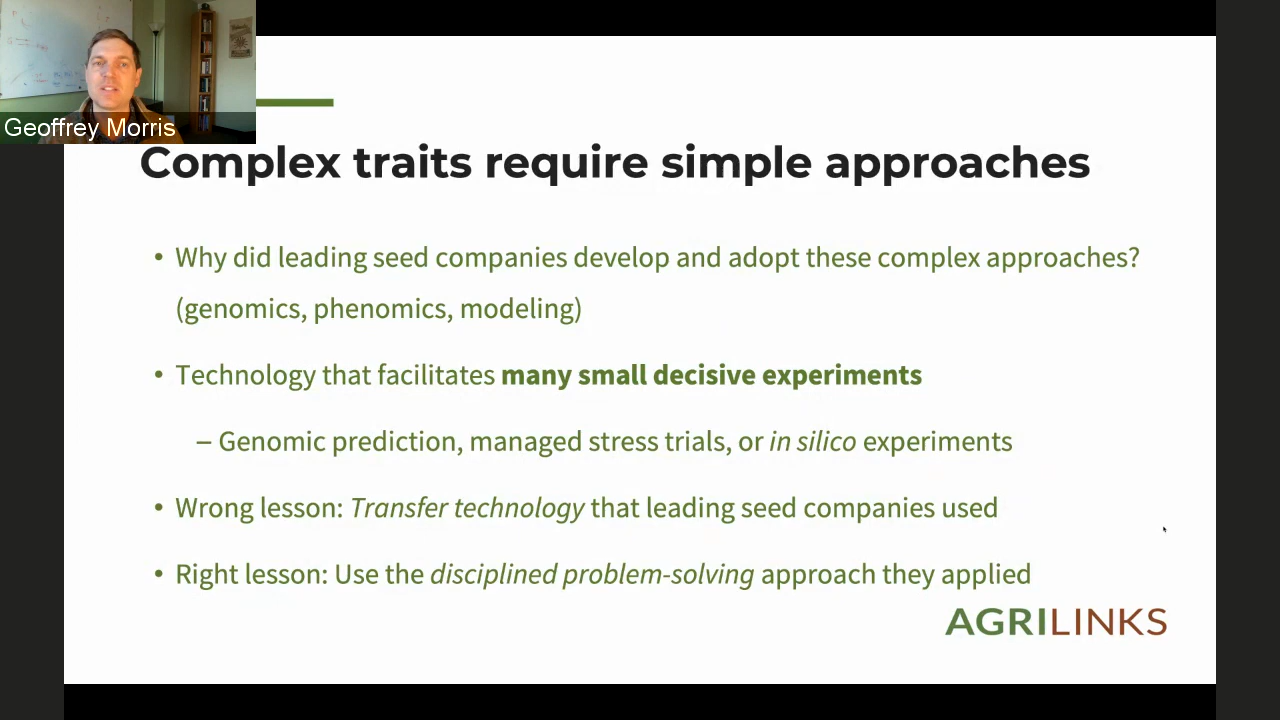 Geoffrey Morris
Complex traits require simple approaches
• Why did leading seed companies develop and adopt these complex approaches?
(genomics, phenomics, modeling)
• Technology that facilitates many small decisive experiments
– Genomic prediction, managed stress trials, or in silico experiments
• Wrong lesson: Transfer technology that leading seed companies used
• Right lesson: Use the disciplined problem-solving approach they applied
AGRILINKS